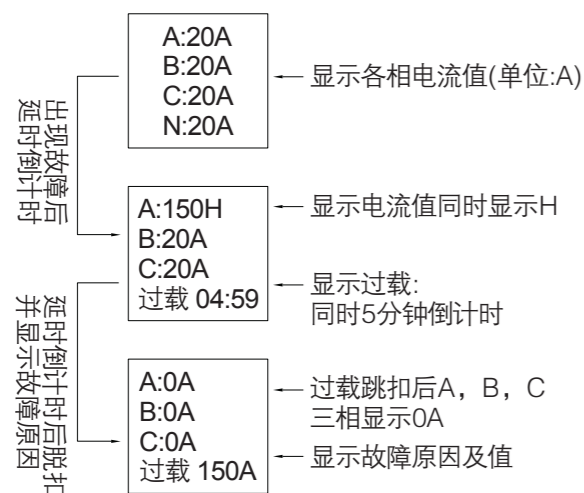 A:20A
B:20A
C:20A
N:20A
显示各相电流值(单位:A)
出现故障后
延时倒计时
A:150H
B:20A
C:20A
过载 04:59
显示电流值同时显示H
显示过载:
同时5分钟倒计时
延时倒计时后脱扣
并显示故障原因
A:0A
B:0A
C:0A
过载 150A
过载跳扣后A，B，C
三相显示0A
显示故障原因及值